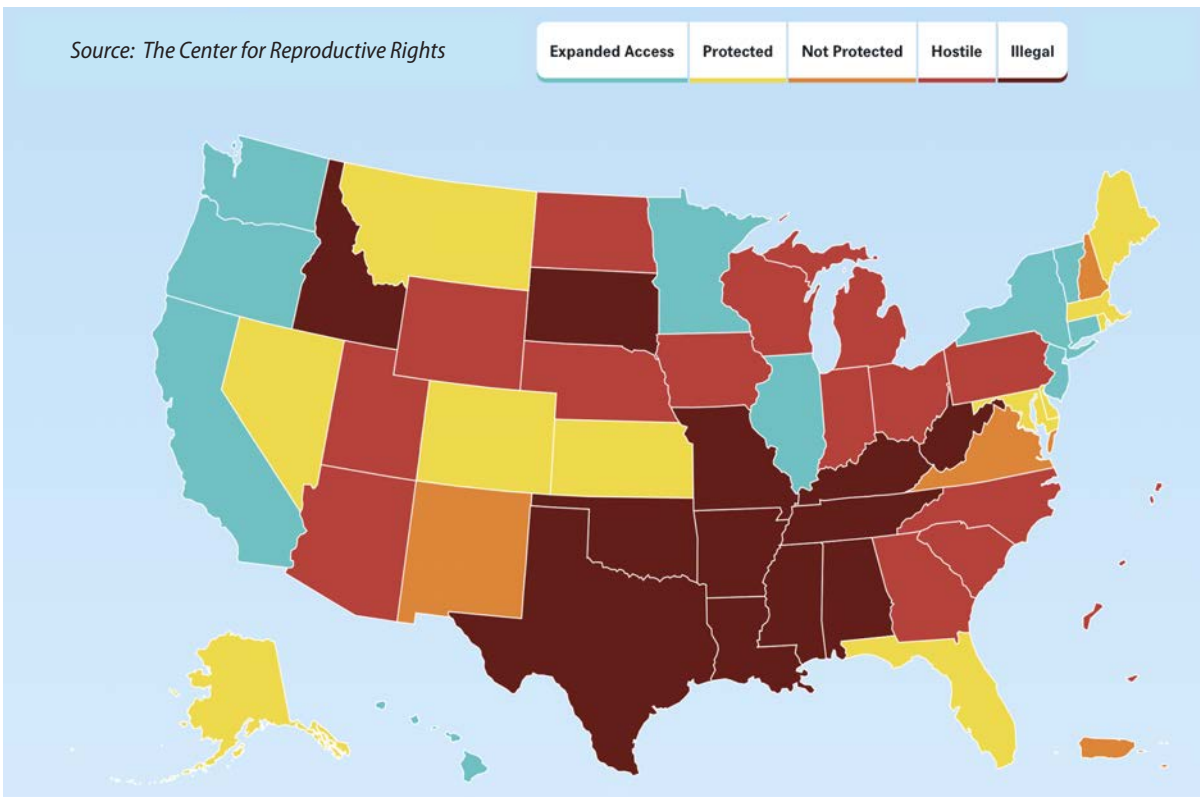 Source: The Center for Reproductive Rights
Expanded Access
Protected
Not Protected
Hostile
Illegal